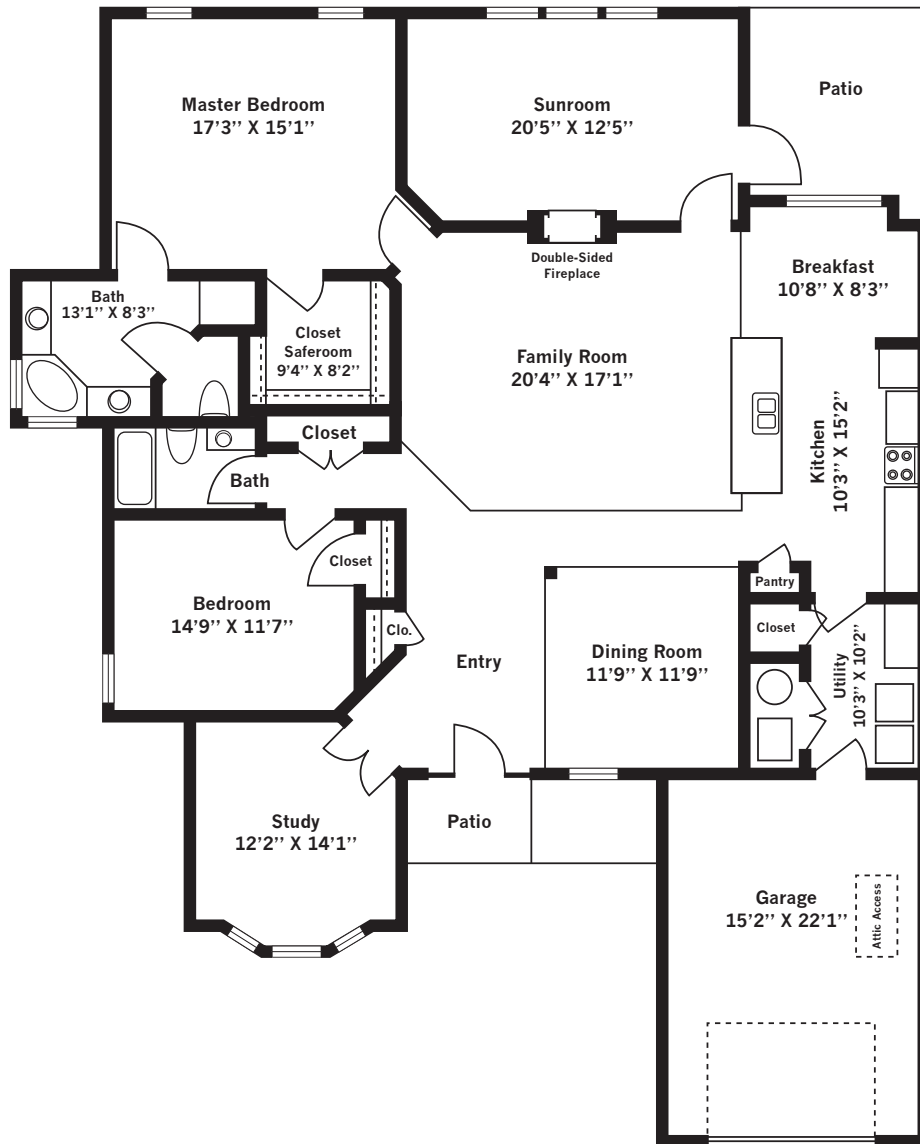 Master Bedroom
17’3’’ X 15’1’’
Sunroom
20’5’’ X 12’5’’
Patio
Double-Sided
Fireplace
Breakfast
10’8’’ X 8’3’’
Bath
13’1’’ X 8’3’’
Closet
Saferoom
9’4’’ X 8’2’’
Family Room
20’4’’ X 17’1’’
Closet
Kitchen
10’3’’ X 15’2’’
Bath
Closet
Pantry
Bedroom
14’9’’ X 11’7’’
Clo.
Closet
Entry
Dining Room
11’9’’ X 11’9’’
Utility
10’3’’ X 10’2’’
Study
12’2’’ X 14’1’’
Patio
Garage
15’2’’ X 22’1’’
Attic Access